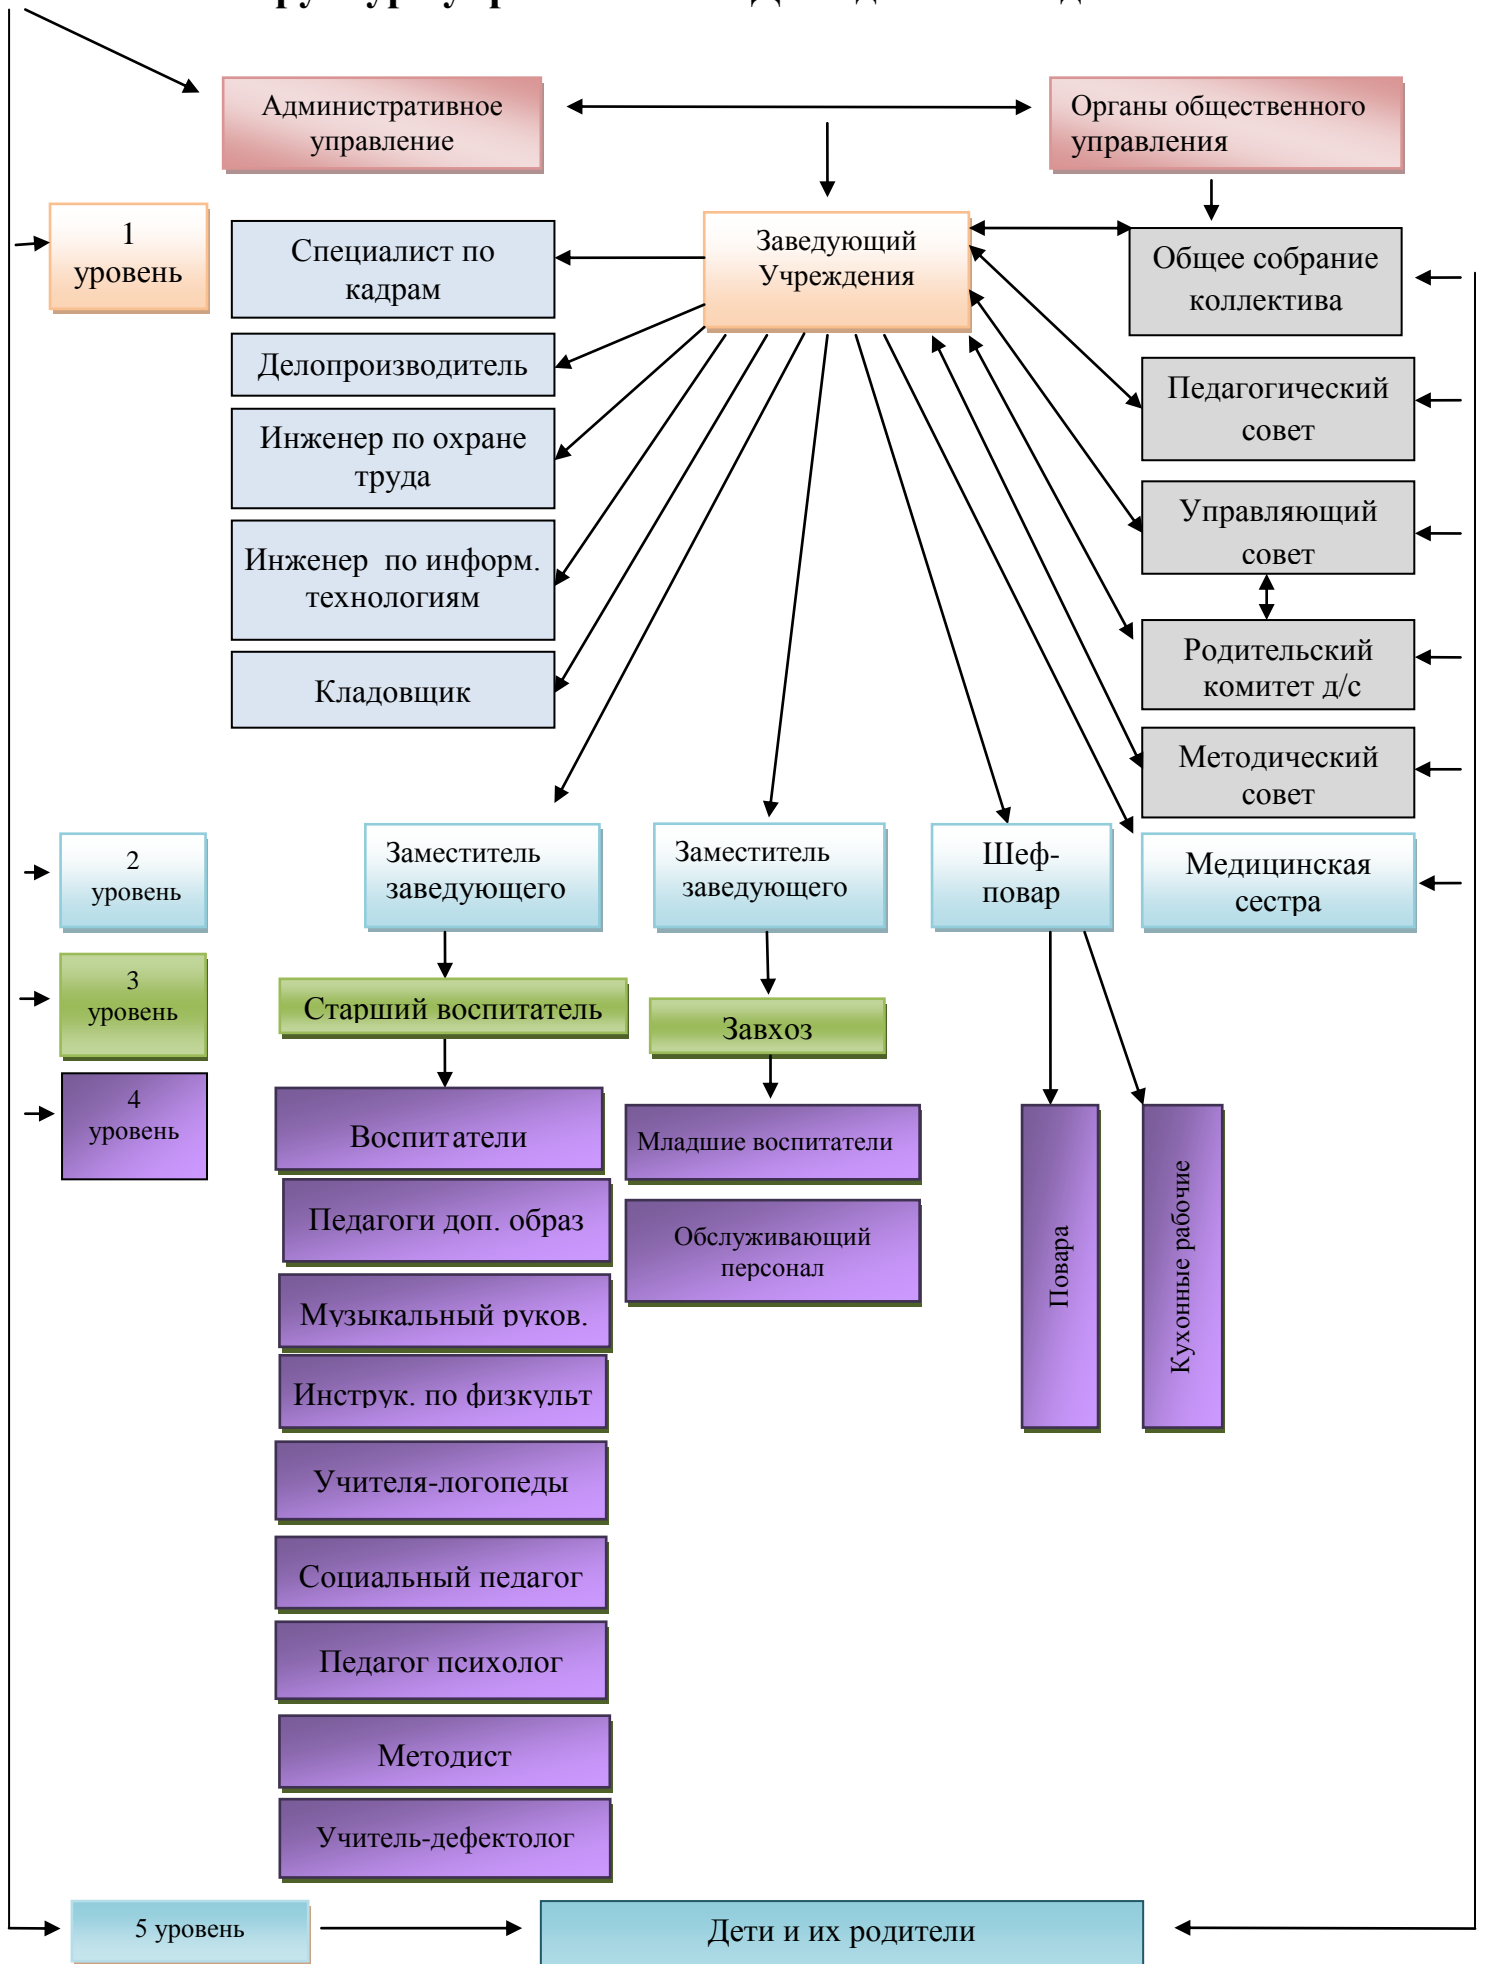 Административное
управление
Органы общественного
управления
1
уровень
Специалист по
кадрам
Заведующий
Учреждения
Общее собрание
коллектива
Делопроизводитель
Педагогический
совет
Инженер по охране
труда
Управляющий
совет
Инженер по информ.
технологиям
Родительский
комитет д/с
Кладовщик
Методический
совет
2
уровень
Заместитель
заведующего
Заместитель
заведующего
Шеф-
повар
Медицинская
сестра
3
уровень
Старший воспитатель
Завхоз
4
уровень
Воспитатели
Младшие воспитатели
Педагоги доп. образ
Обслуживающий
персонал
Повара
Кухонные рабочие
Музыкальный руков.
Инструк. по физкульт
Учителя-логопеды
Социальный педагог
Педагог психолог
Методист
Учитель-дефектолог
5 уровень
Дети и их родители